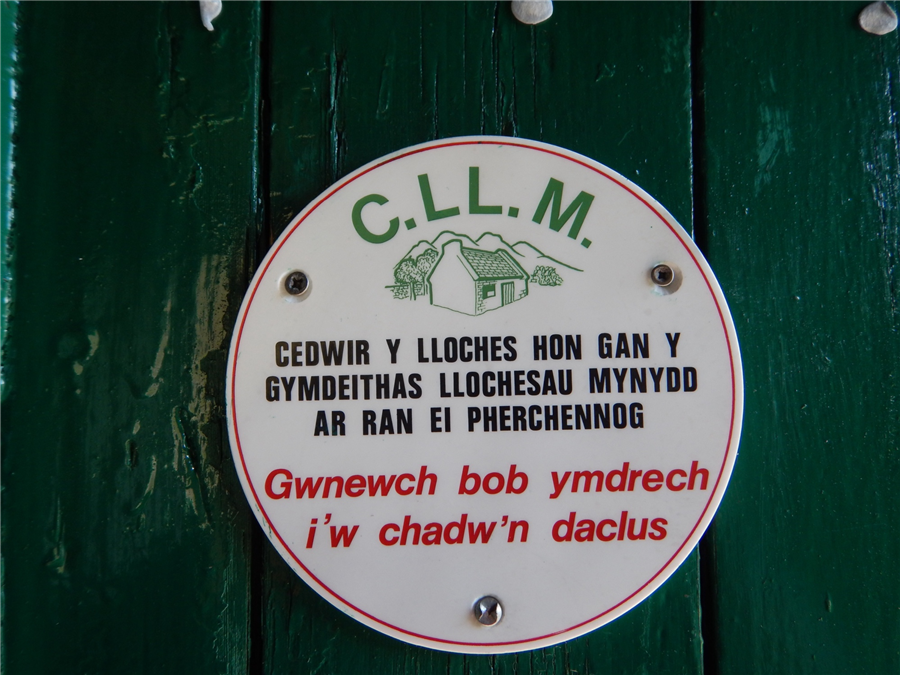 C.LL.M.
CEDWIR Y LLOCHES HON GAN Y
GYMDEITHAS LLOCHESAU MYNYDD
AR RAN EI PHERCHENNOG
Gwnewch bob ymdrech
i'w chadw'n daclus